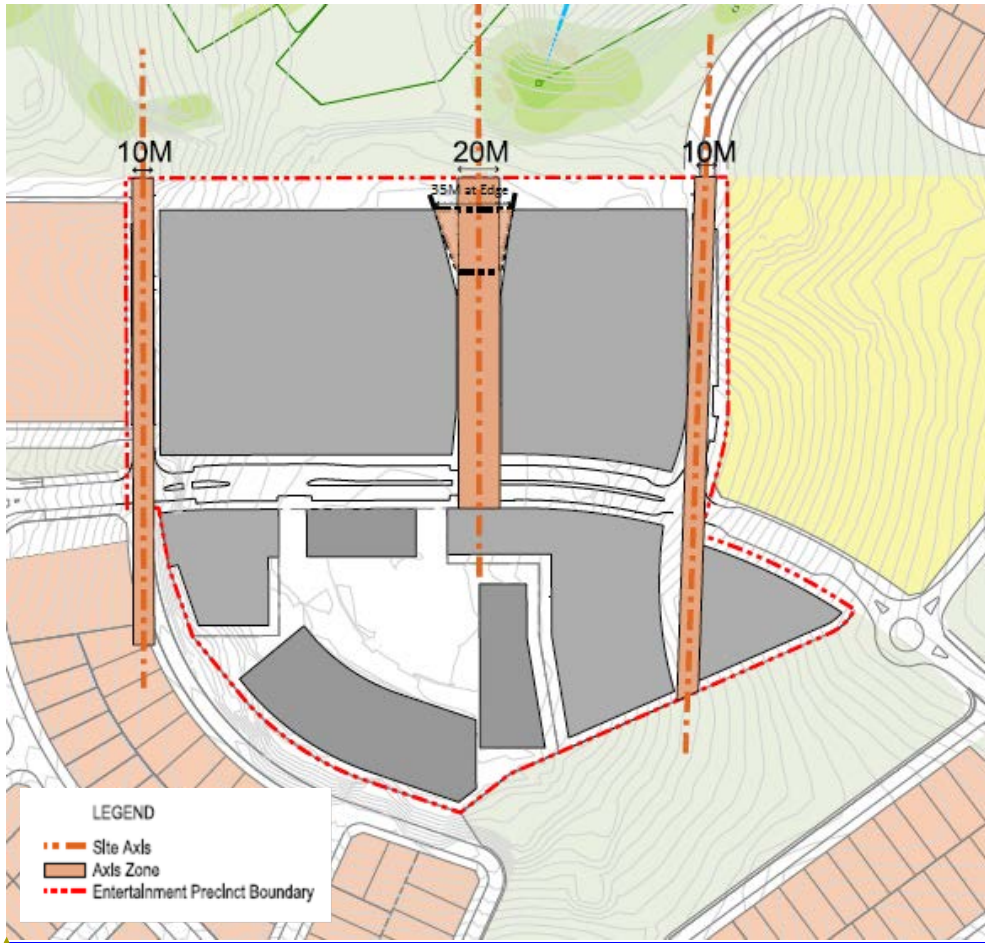 10M
20M
10M
35M at Edge
LEGEND
Site Axis
Axis Zone
Entertainment Precinct Boundary